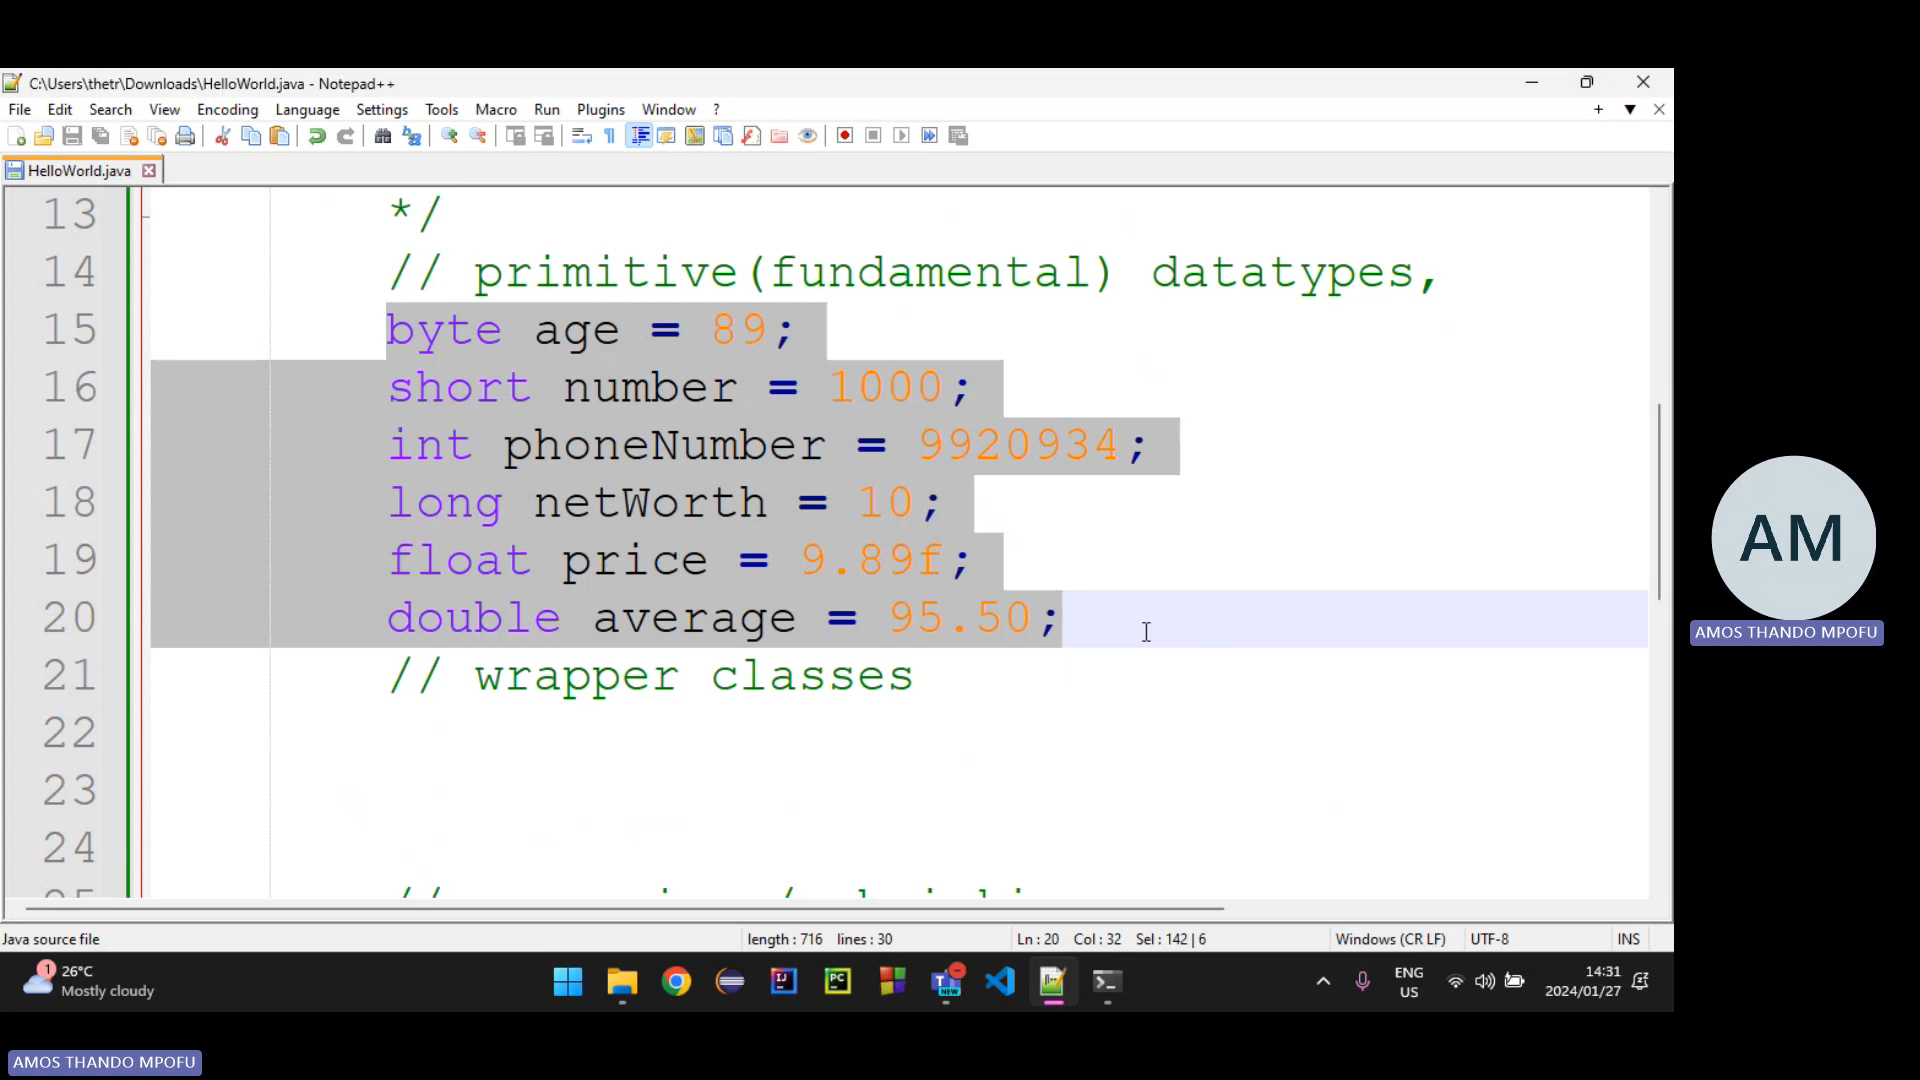 C:\Users\thetr\Downloads\HelloWorld.java - Notepad++
File Edit Search View Encoding Language Settings Tools Macro Run Plugins Window ?
HelloWorld.java
13 */
14 // primitive(fundamental) datatypes,
15 byte age = 89;
16 short number = 1000;
17 int phoneNumber = 9920934;
18 long netWorth = 10;
19 float price = 9.89f;
20 double average = 95.50;
21 // wrapper classes
22
23
24
AM
AMOS THANDO MPOFU
Java source file length : 716 lines : 30 Ln : 20 Col : 32 Sel : 142 | 6 Windows (CR LF) UTF-8 INS
1 26°C
Mostly cloudy
ENG
US
14:31
2024/01/27
AMOS THANDO MPOFU